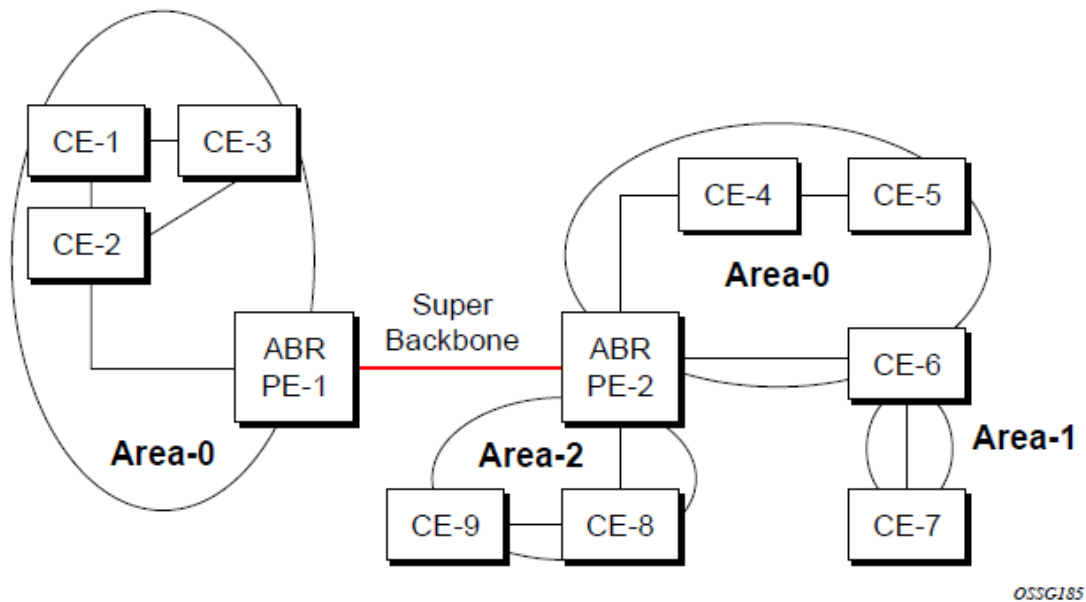 CE-1
CE-3
CE-2
ABR
PE-1
Area-0
Super
Backbone
CE-4
CE-5
Area-0
ABR
PE-2
CE-6
Area-2
Area-1
CE-9
CE-8
CE-7
OSSG185